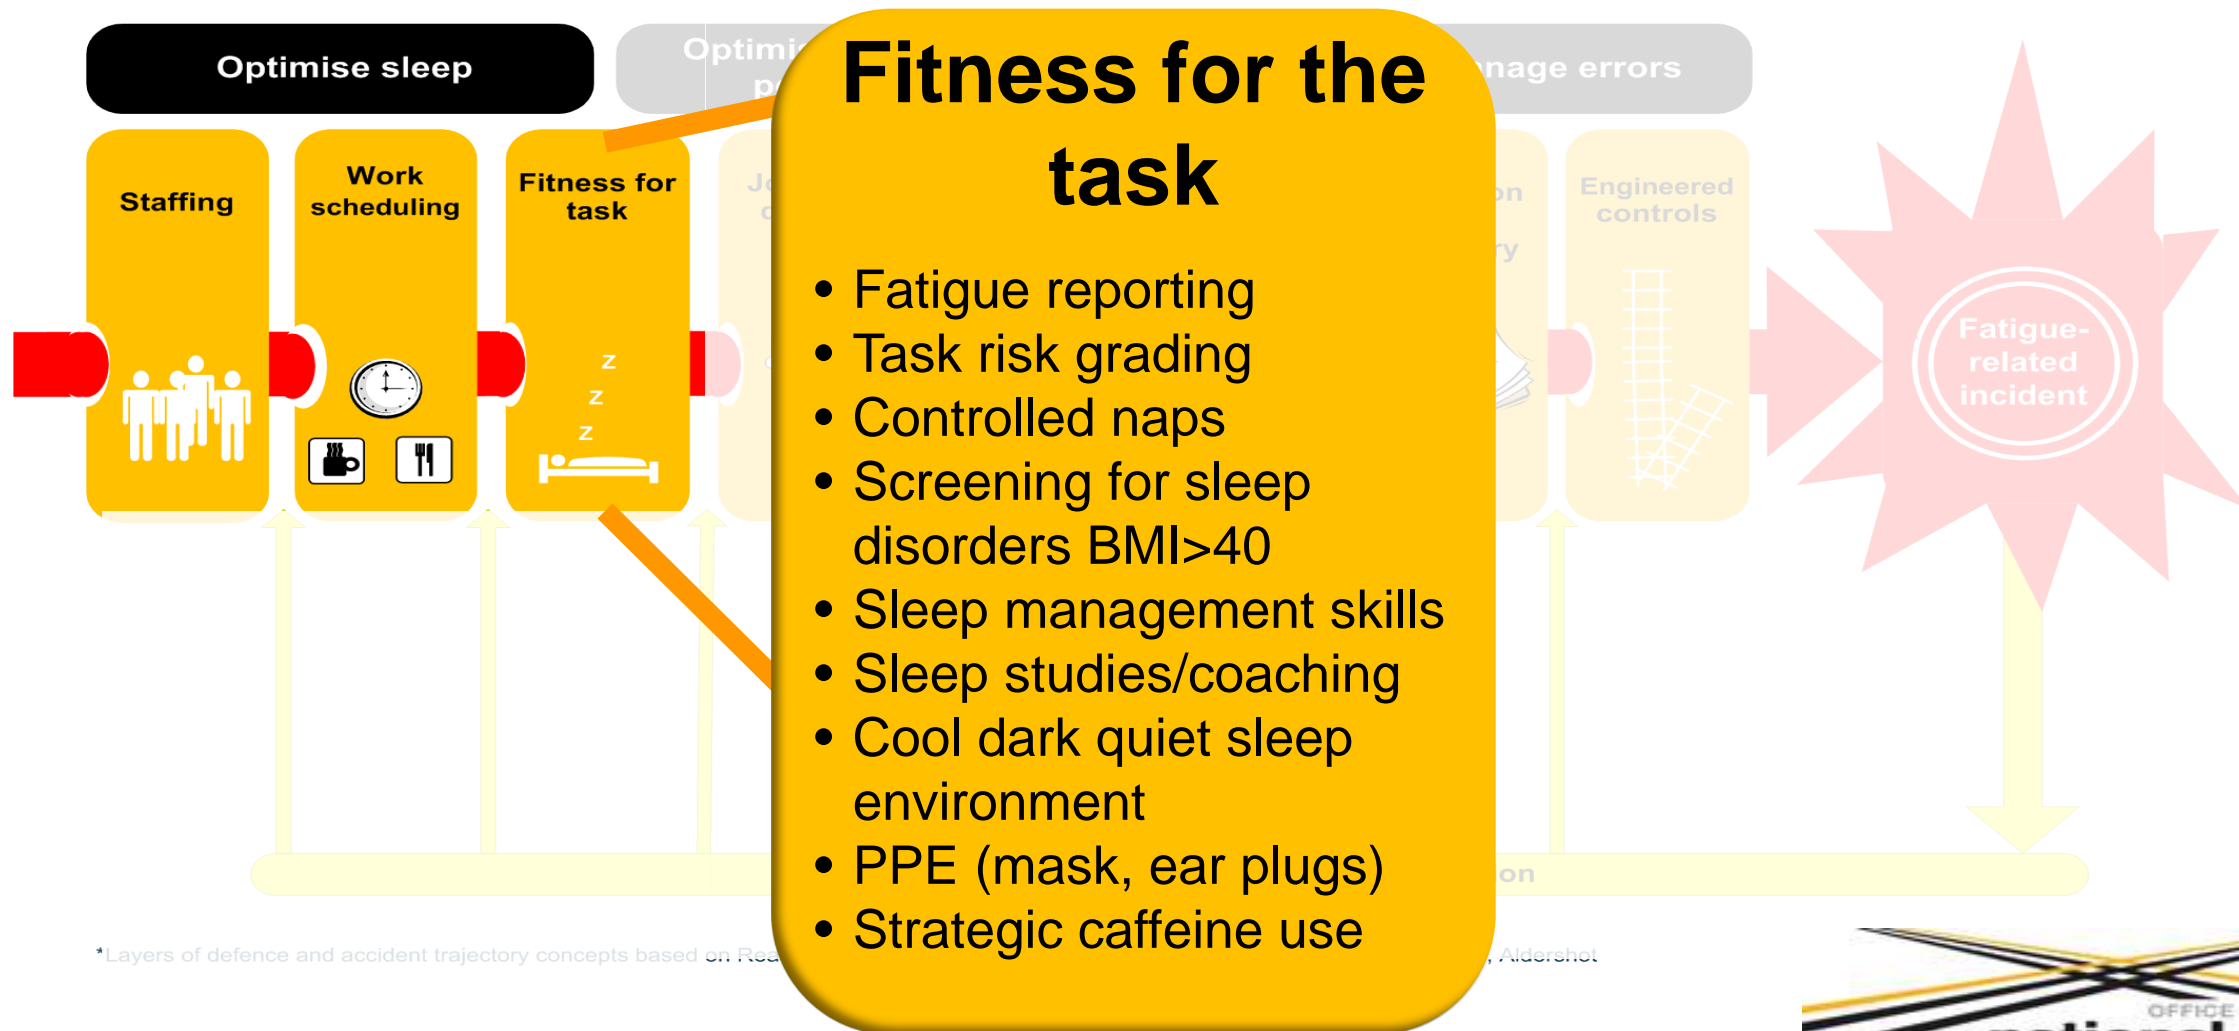 Optimise sleep
nage errors
Staffing
Work
scheduling
Fitness for
task
Engineered
controls
Fatigue-
related
incident
z
z
z
Fitness for the
task
• Fatigue reporting
• Task risk grading
• Controlled naps
• Screening for sleep
disorders BMI>40
• Sleep management skills
• Sleep studies/coaching
• Cool dark quiet sleep
environment
• PPE (mask, ear plugs)
• Strategic caffeine use
*Layers of defence and accident trajectory concepts based on Rea
, Aldershot
OFFICE